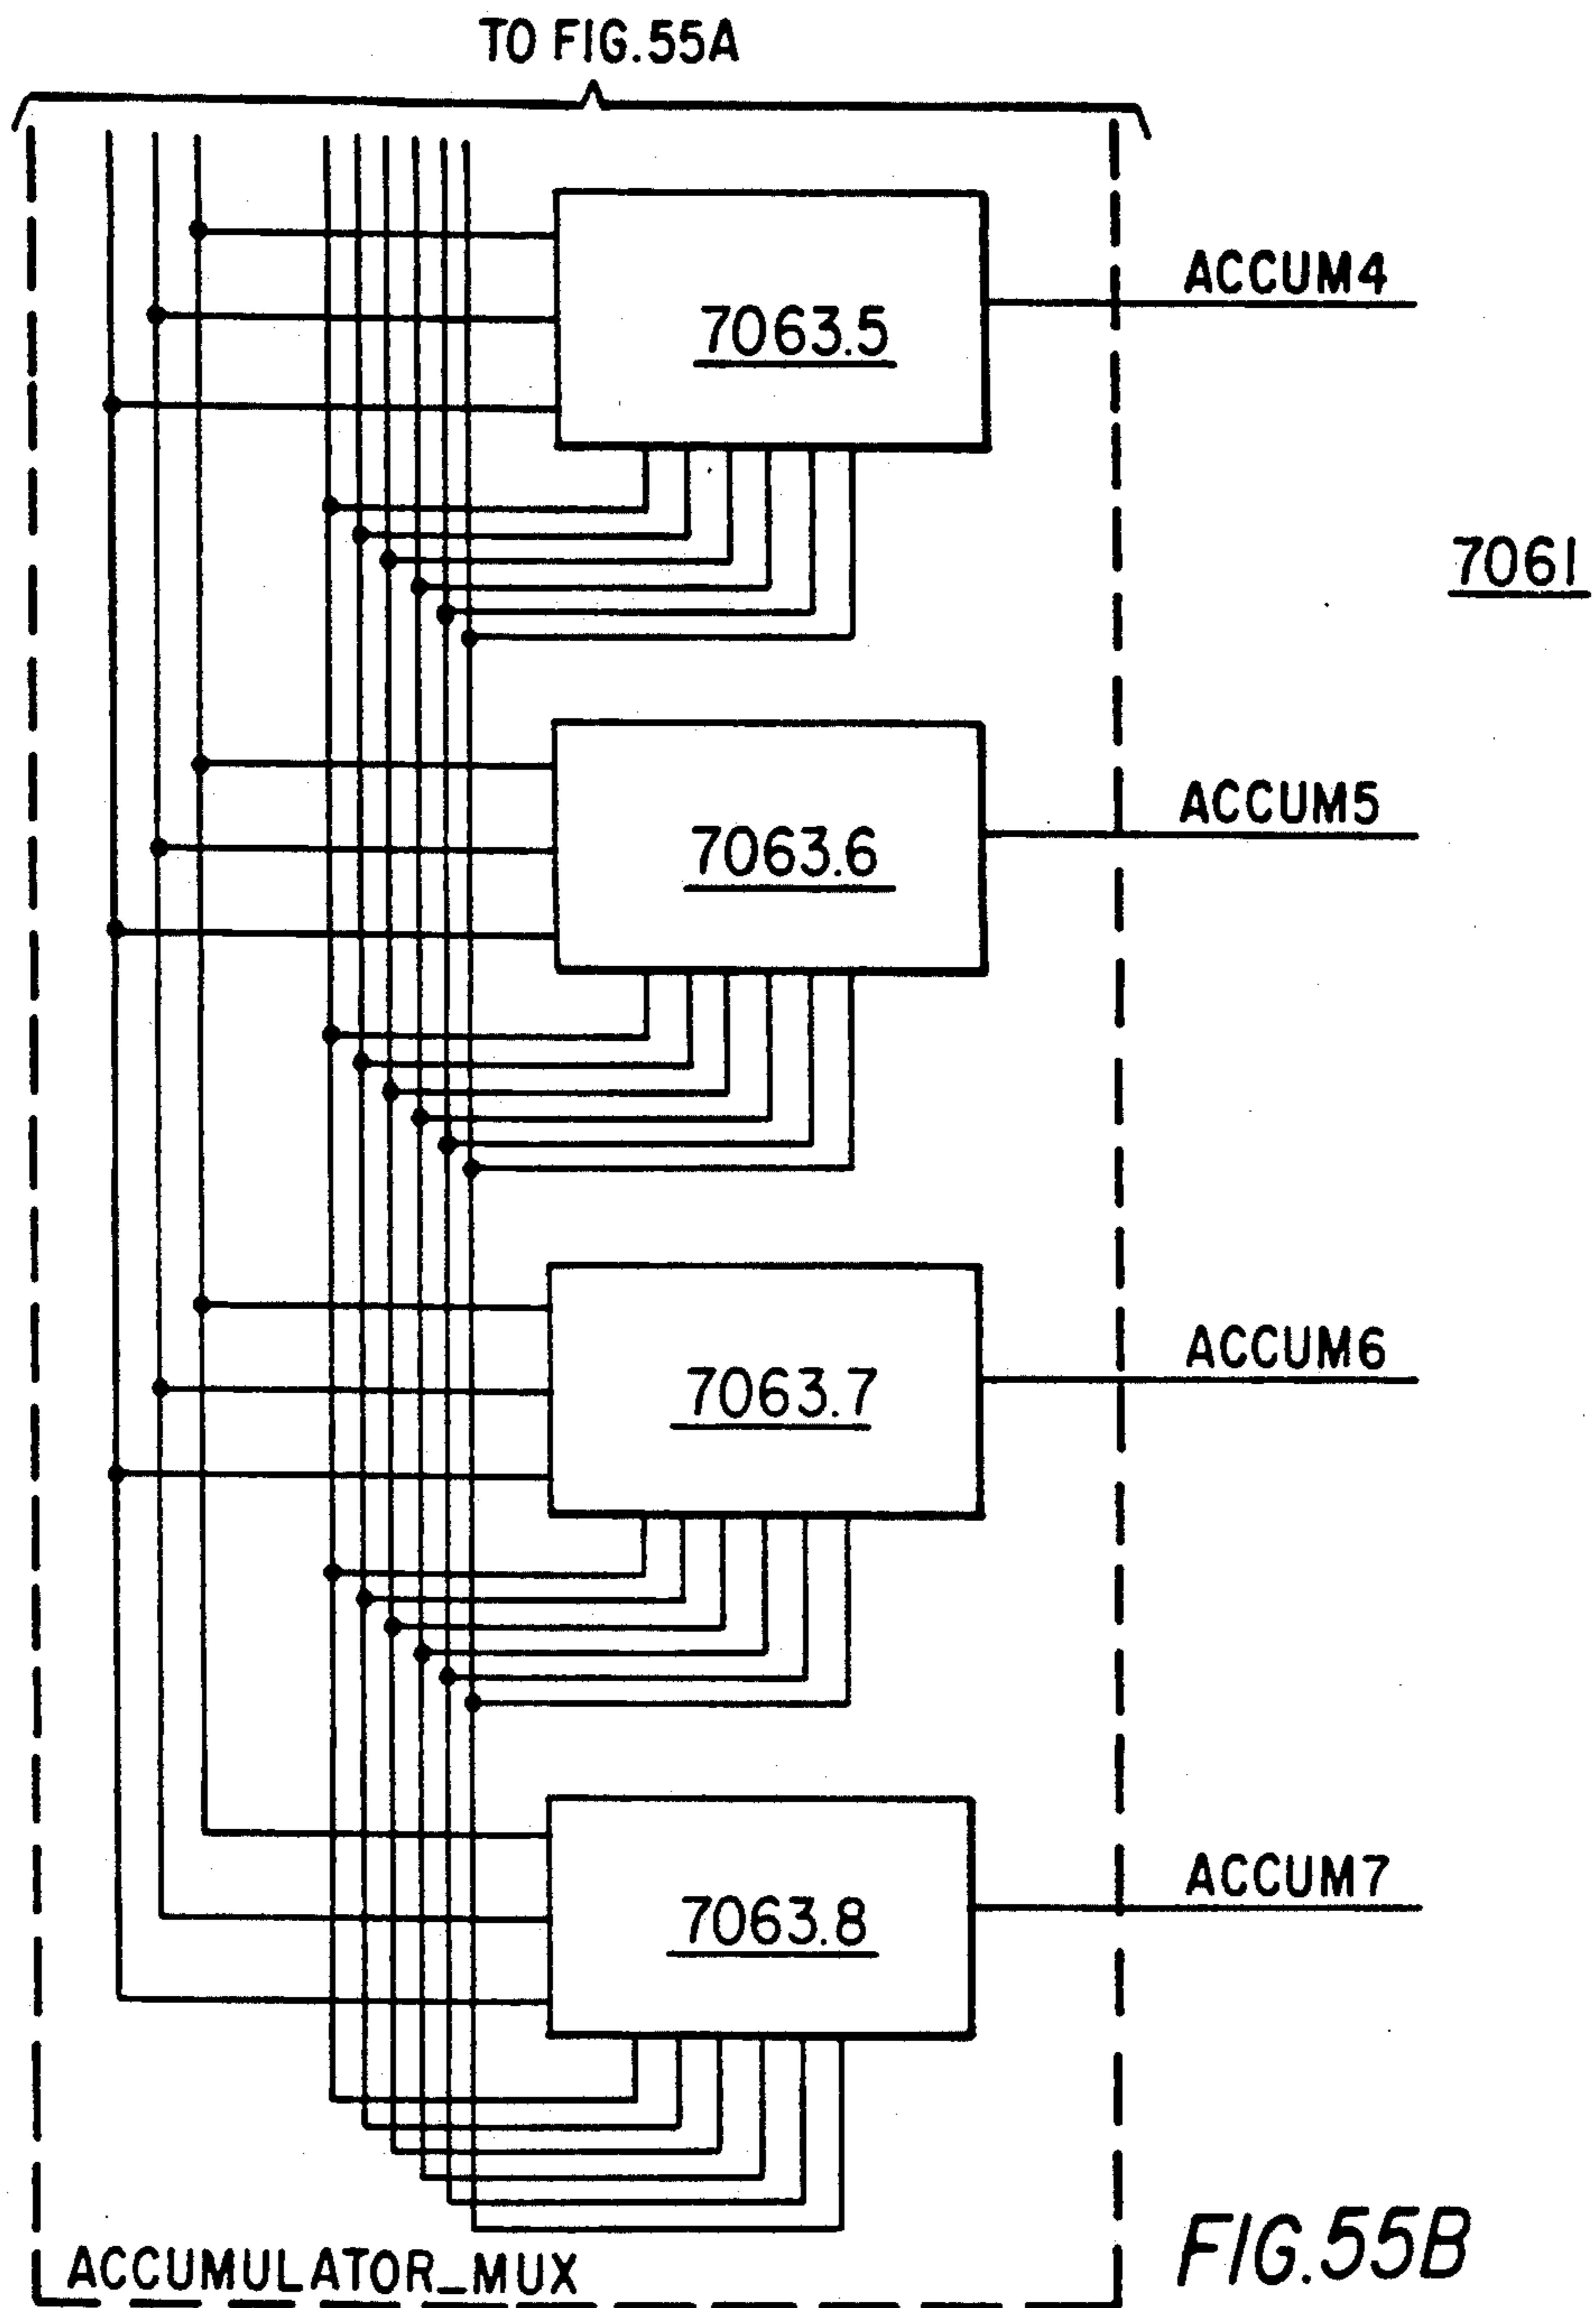 TO FIG.55A
7063.5
ACCUM4
7061
7063.6
ACCUM5
7063.7
ACCUM6
7063.8
ACCUM7
ACCUMULATOR_MUX
FIG.55B